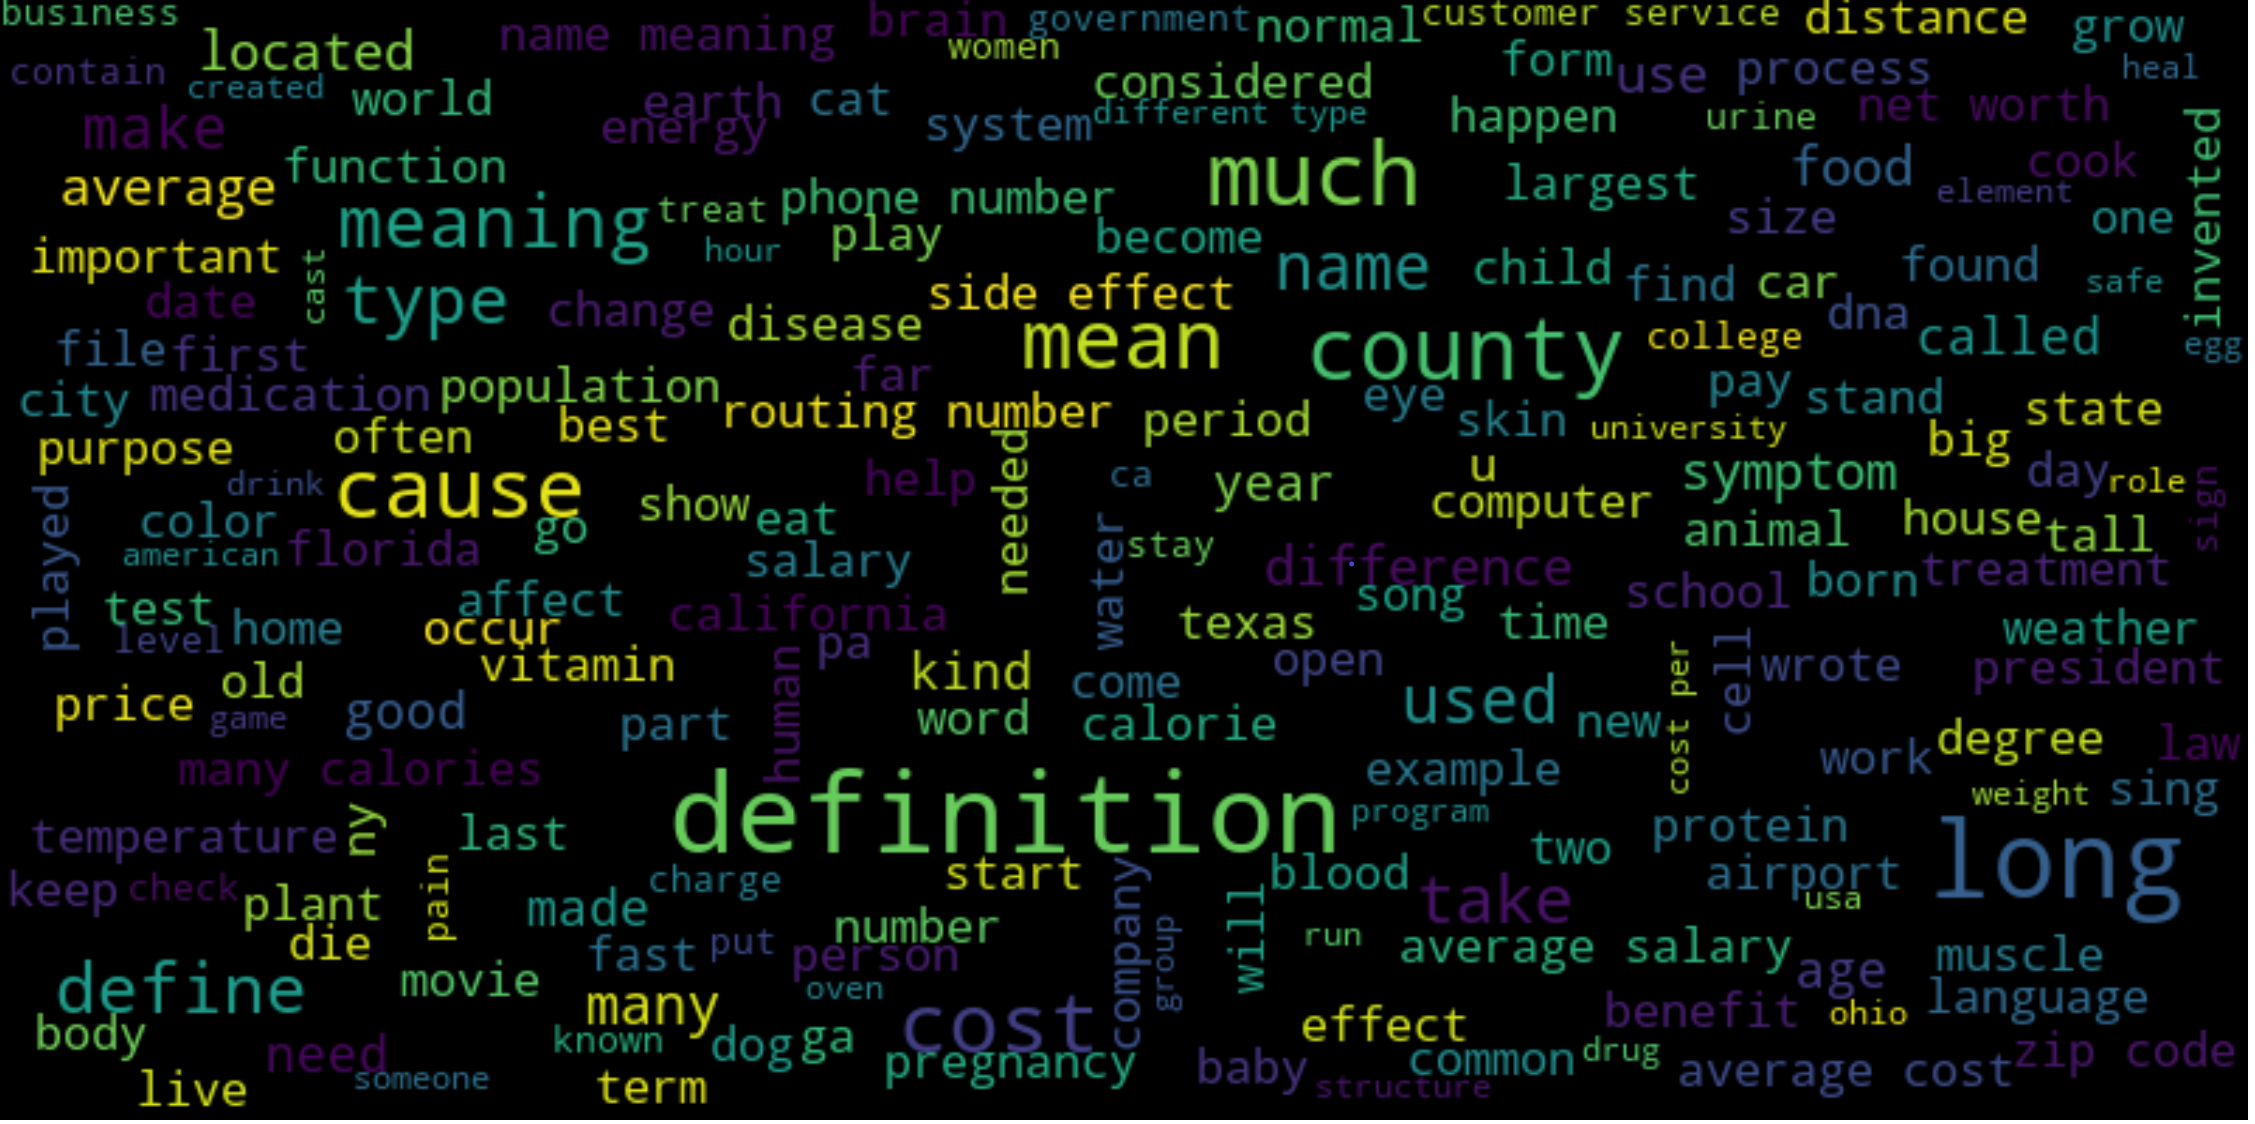 business
located
name meaning
brain
government
women
normal
customer service
distance
grow
contain
created
world
earth
cat
considered
form
use
process
heal
make
energy
system
different type
happen
urine
net worth
invented
function
much
largest
food
cook
average
meaning
treat
phone number
element
important
cast
hour
play
become
size
one
type
name
child
find
car
found
safe
date
change
disease
side effect
dna
file
first
mean
county
college
called
egg
city
medication
population
far
eye
pay
stand
purpose
often
best
routing number
period
skin
university
big
state
drink
cause
help
needed
ca
year
u
symptom
day
role
sign
played
color
go
show
eat
computer
animal
house
tall
american
florida
salary
water
stay
difference
school
born
treatment
test
affect
california
song
level
home
occur
pa
texas
time
weather
old
vitamin
human
kind
come
open
cost per
cell
wrote
president
price
game
good
part
word
calorie
used
new
many calories
definition
example
work
degree
law
program
weight
sing
temperature
ny
last
protein
long
keep
check
pain
charge
start
company
blood
two
airport
plant
made
number
will
take
usa
die
fast
put
person
group
run
average salary
age
muscle
define
movie
oven
many
cost
benefit
ohio
language
body
known
dog
ga
effect
need
someone
pregnancy
baby
common
drug
average cost
zip code
live
term
structure